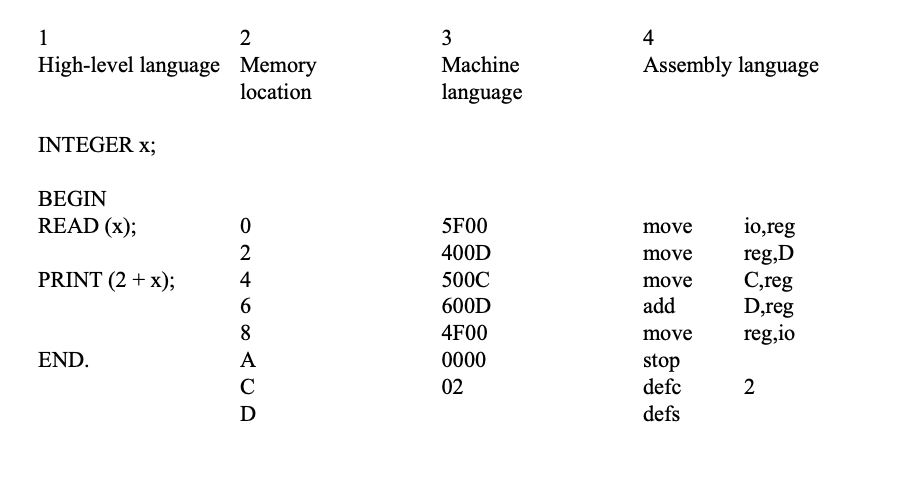 1 2 3 4
High-level language Memory Machine Assembly language
location language
INTEGER x;
BEGIN
READ (x); 0 5F00 move io,reg
2 400D move reg,D
PRINT (2 + x); 4 500C move C,reg
6 600D add D,reg
8 4F00 move reg,io
END. A 0000 stop
C 02 defc 2
D defs